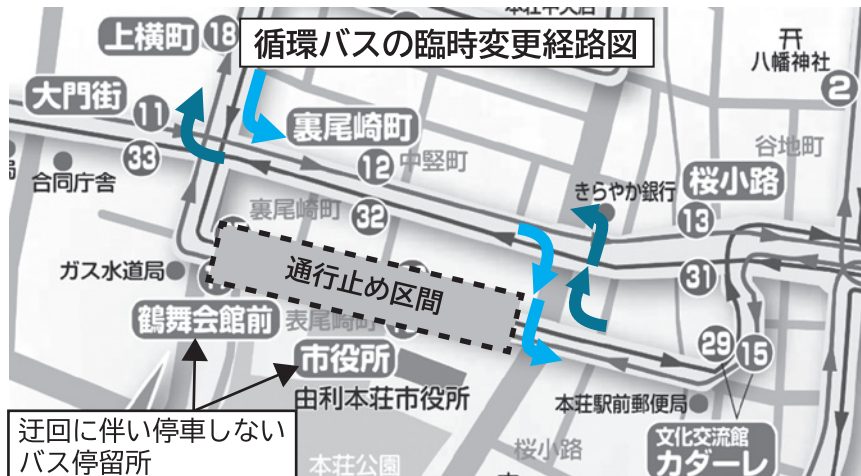 循環バスの臨時変更経路図
上横町
18
大門街
11
33
合同庁舎
裏尾崎町
12
中竪町
裏尾崎町
32
きらやか銀行
桜小路
13
31
八幡神社
2
谷地町
ガス水道局
通行止め区間
鶴舞会館前
表尾崎町
市役所
由利本荘市役所
29
15
本荘駅前郵便局
文化交流館
カダーレ
桜小路
本荘公園
迂回に伴い停車しない
バス停留所